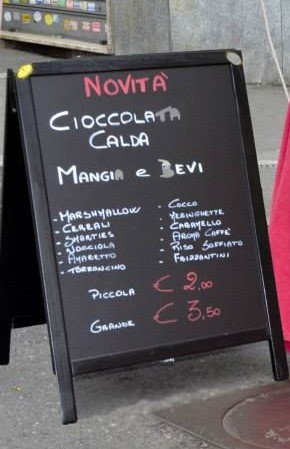 NOVITÀ
CIOCCOLATA
CALDA
MANGIA e BEVI
- MARSHMALLOW
- CEREALI
- SMARTIES
- NOCCIOLA
- AMARETTO
- TORRONCINO
- COCCO
- MERINGHETTE
- CARAMELLO
- AROMA CAFFE'
- RISO SOFFIATO
- FRIZZANTINI
PICCOLA € 2,00
GRANDE € 3,50